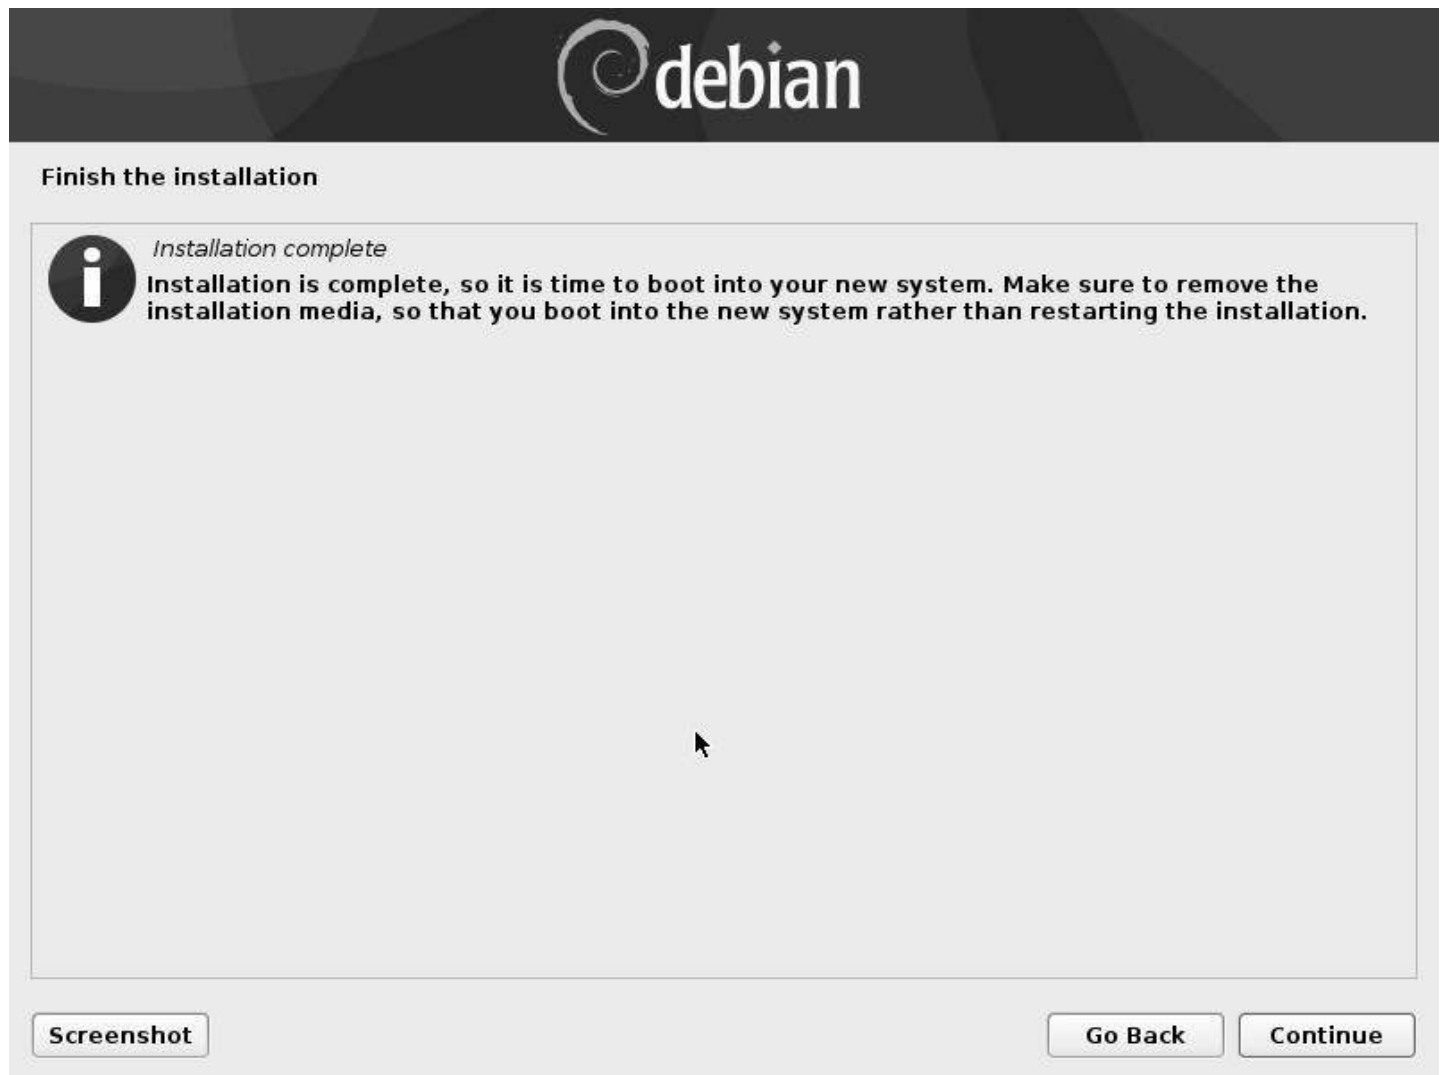 debian
Finish the installation
Installation complete
Installation is complete, so it is time to boot into your new system. Make sure to remove the
installation media, so that you boot into the new system rather than restarting the installation.
Screenshot
Go Back
Continue